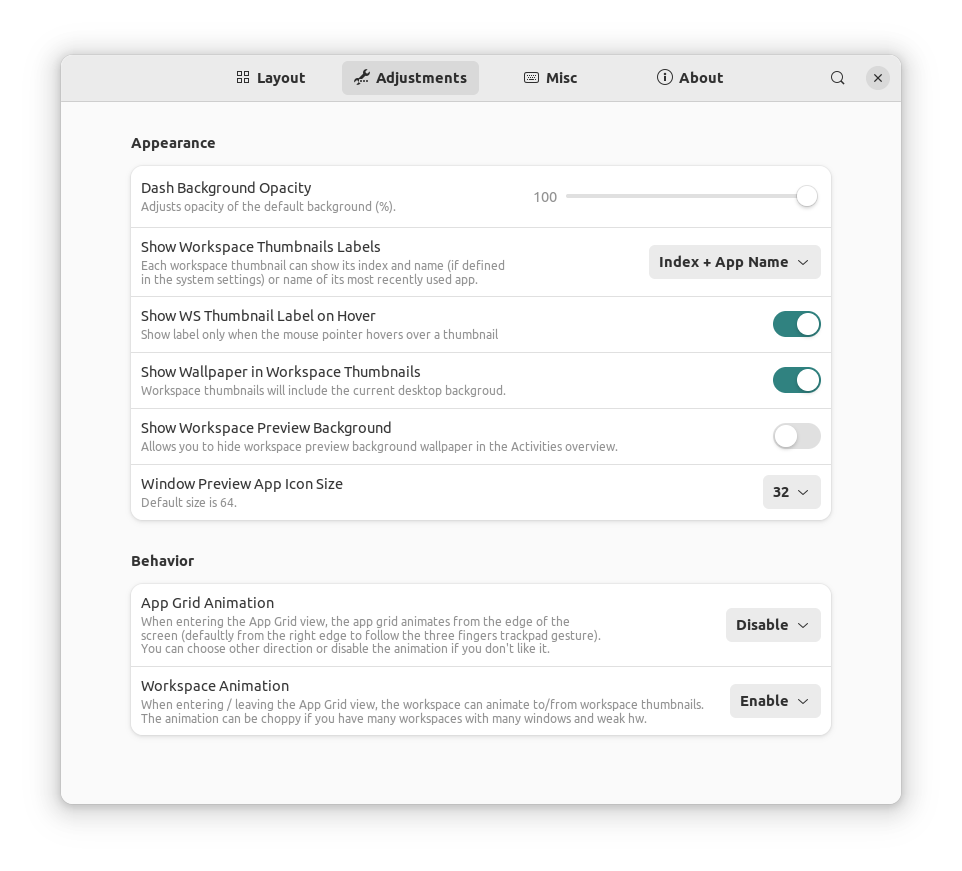 Layout
Adjustments
Misc
About
Appearance
Dash Background Opacity
Adjusts opacity of the default background (%).
100
Show Workspace Thumbnails Labels
Each workspace thumbnail can show its index and name (if defined
in the system settings) or name of its most recently used app.
Index + App Name
Show WS Thumbnail Label on Hover
Show label only when the mouse pointer hovers over a thumbnail
Show Wallpaper in Workspace Thumbnails
Workspace thumbnails will include the current desktop backgroud.
Show Workspace Preview Background
Allows you to hide workspace preview background wallpaper in the Activities overview.
Window Preview App Icon Size
Default size is 64.
32
Behavior
App Grid Animation
When entering the App Grid view, the app grid animates from the edge of the
screen (defaultly from the right edge to follow the three fingers trackpad gesture).
You can choose other direction or disable the animation if you don't like it.
Disable
Workspace Animation
When entering / leaving the App Grid view, the workspace can animate to/from workspace thumbnails.
The animation can be choppy if you have many workspaces with many windows and weak hw.
Enable